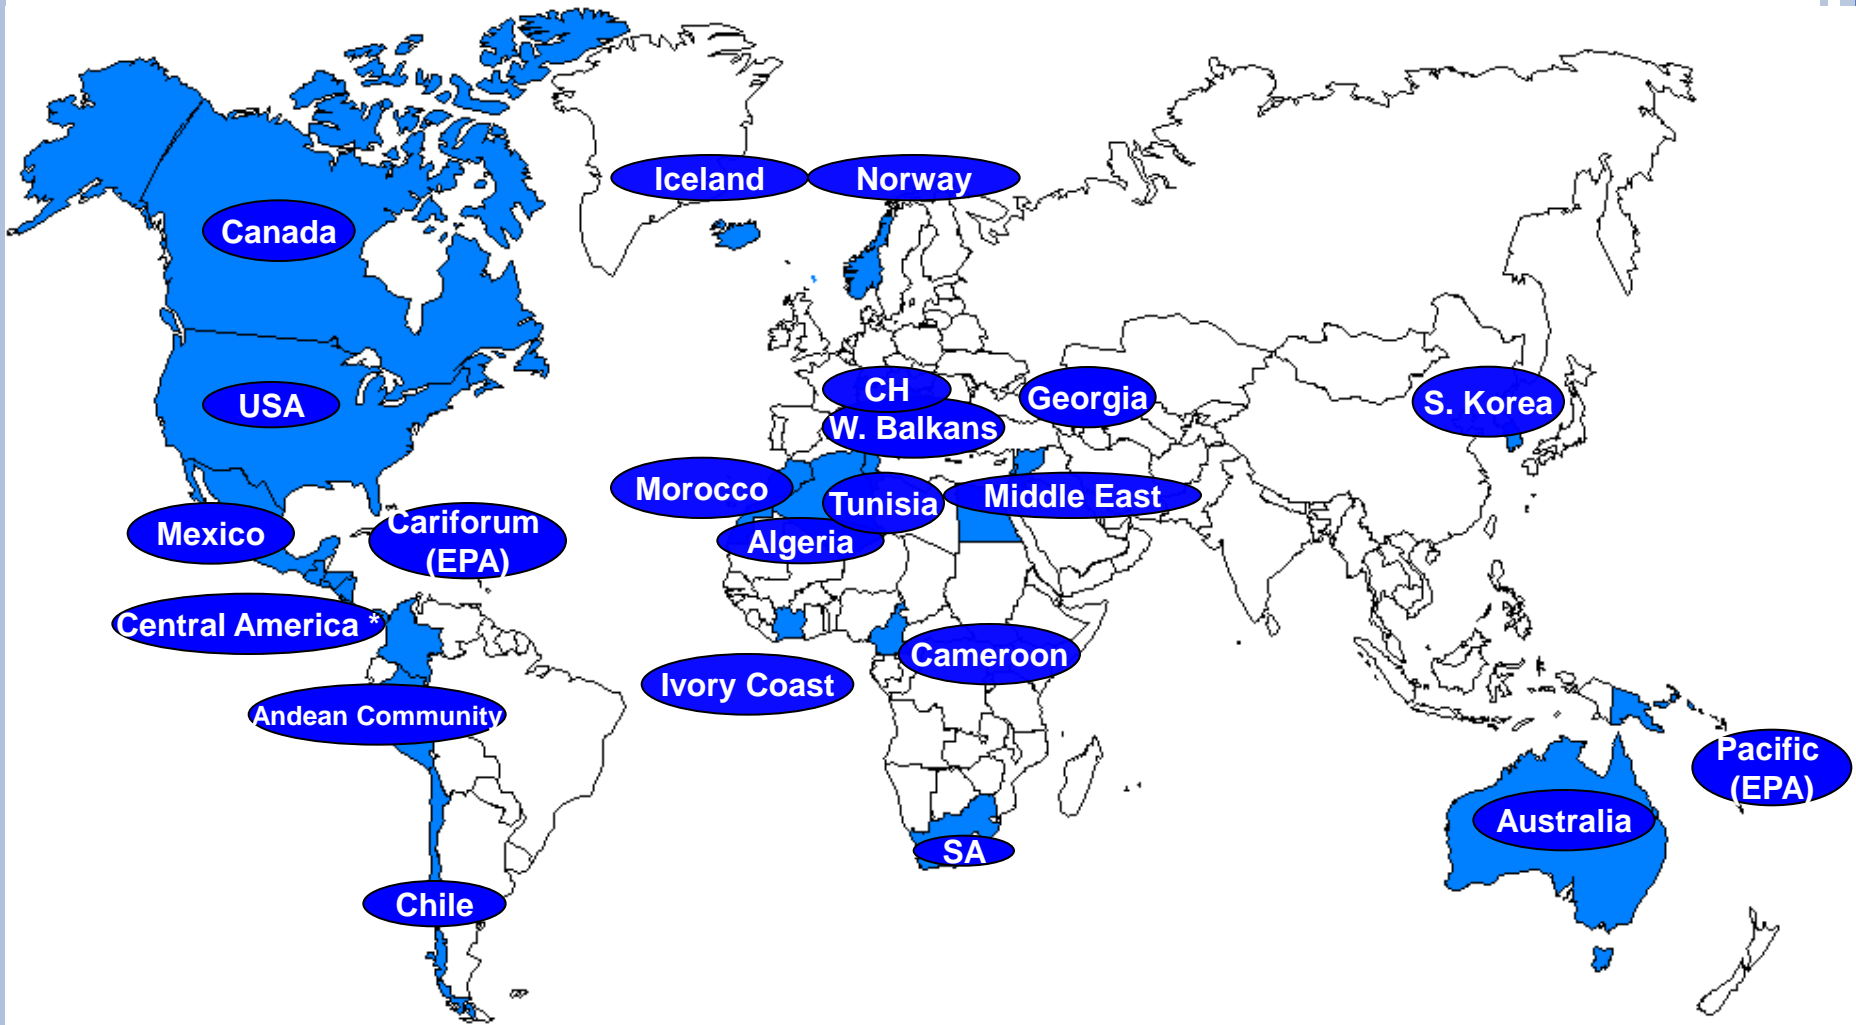 Iceland
Norway
Canada
CH
Georgia
S. Korea
USA
W. Balkans
Morocco
Tunisia
Middle East
Mexico
Cariforum
(EPA)
Algeria
Central America *
Cameroon
Ivory Coast
Andean Community
Pacific
(EPA)
Australia
SA
Chile